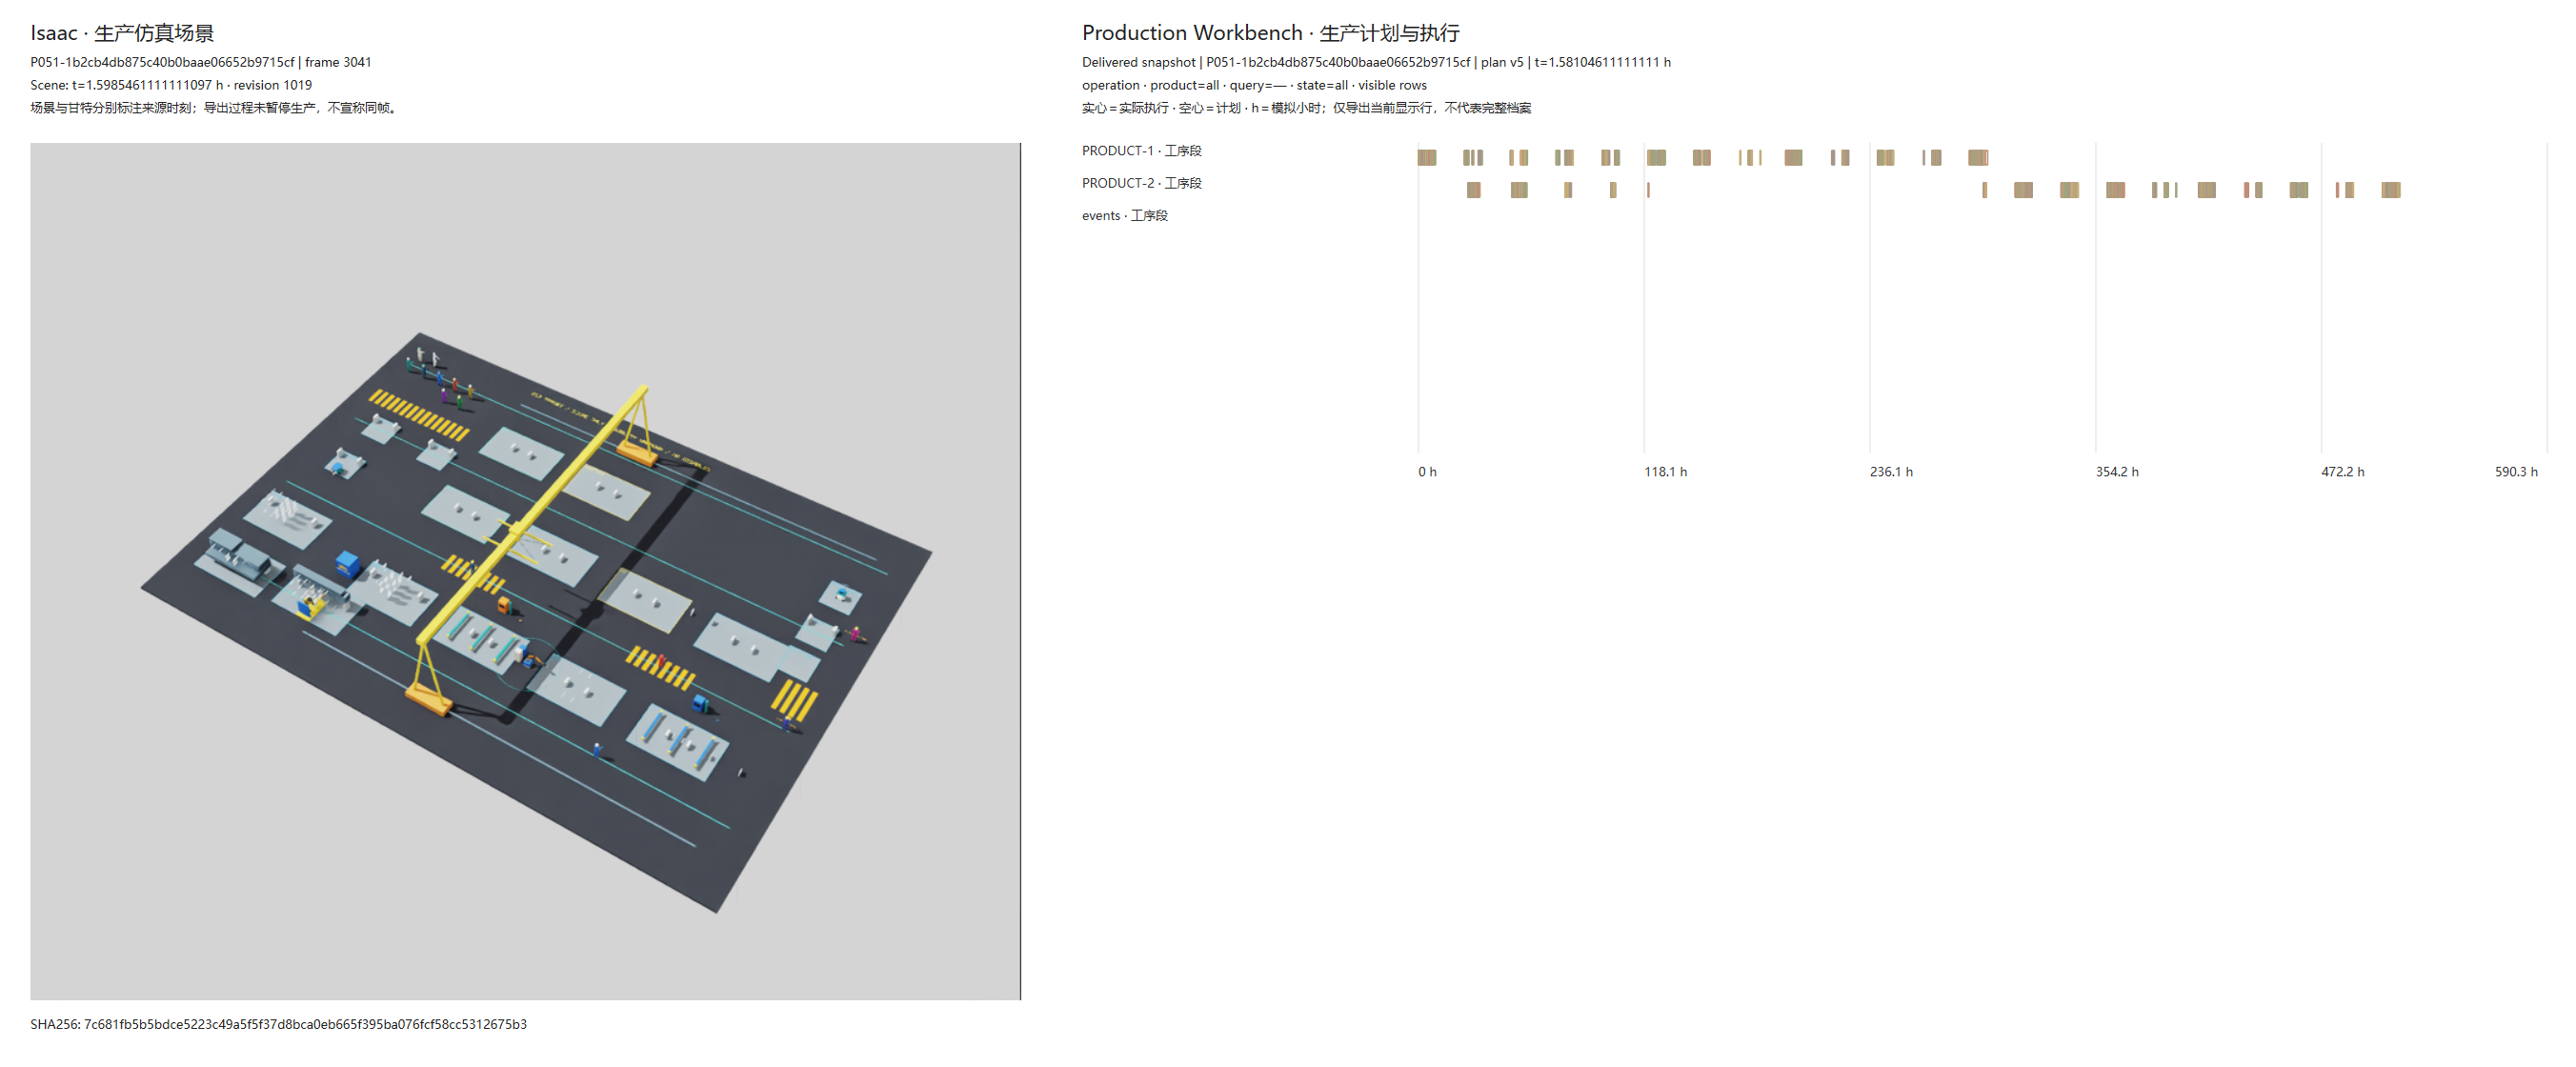 Isaac · 生产仿真场景
P051-1b2cb4db875c40b0baae06652b9715cf | frame 3041
Scene: t=1.5985461111111097 h · revision 1019
场景与甘特分别标注来源时刻；导出过程未暂停生产，不宣称同帧。
SHA256: 7c681fb5b5bdce5223c49a5f5f37d8bca0eb665f395ba076fcf58cc5312675b3
Production Workbench · 生产计划与执行
Delivered snapshot | P051-1b2cb4db875c40b0baae06652b9715cf | plan v5 | t=1.58104611111111 h
operation · product=all · query=— · state=all · visible rows
实心＝实际执行 · 空心＝计划 · h＝模拟小时；仅导出当前显示行，不代表完整档案
PRODUCT-1 · 工序段
PRODUCT-2 · 工序段
events · 工序段
0 h 118.1 h 236.1 h 354.2 h 472.2 h 590.3 h